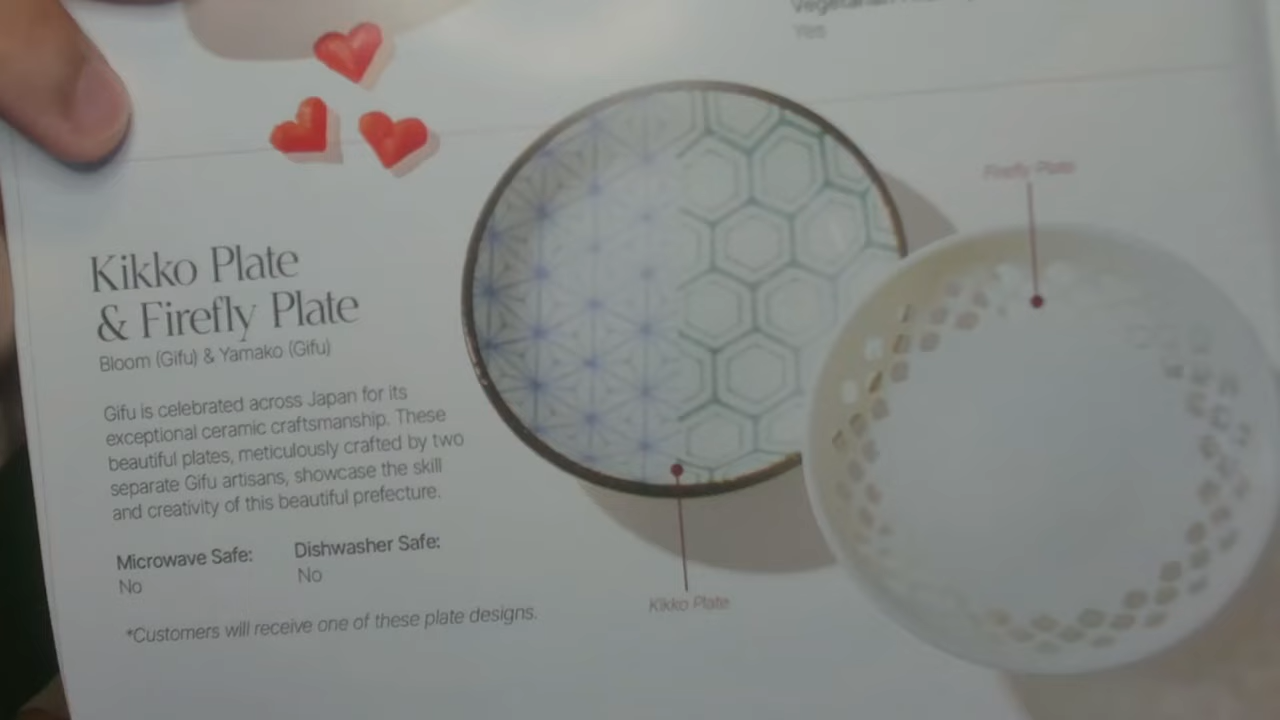 Vegetarian
Yes
Firefly Plate
Kikko Plate
& Firefly Plate
Bloom (Gifu) & Yamako (Gifu)
Gifu is celebrated across Japan for its
exceptional ceramic craftsmanship. These
beautiful plates, meticulously crafted by two
separate Gifu artisans, showcase the skill
and creativity of this beautiful prefecture.
Microwave Safe: Dishwasher Safe:
No No
Kikko Plate
*Customers will receive one of these plate designs.